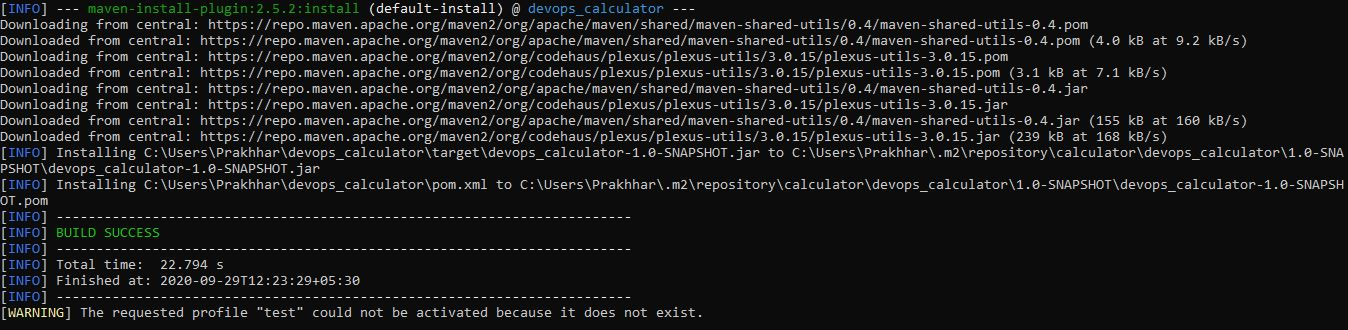 [INFO] --- maven-install-plugin:2.5.2:install (default-install) @ devops_calculator ---
Downloading from central: https://repo.maven.apache.org/maven2/org/apache/maven/shared/maven-shared-utils/0.4/maven-shared-utils-0.4.pom
Downloaded from central: https://repo.maven.apache.org/maven2/org/apache/maven/shared/maven-shared-utils/0.4/maven-shared-utils-0.4.pom (4.0 kB at 9.2 kB/s)
Downloading from central: https://repo.maven.apache.org/maven2/org/codehaus/plexus/plexus-utils/3.0.15/plexus-utils-3.0.15.pom
Downloaded from central: https://repo.maven.apache.org/maven2/org/codehaus/plexus/plexus-utils/3.0.15/plexus-utils-3.0.15.pom (3.1 kB at 7.1 kB/s)
Downloading from central: https://repo.maven.apache.org/maven2/org/apache/maven/shared/maven-shared-utils/0.4/maven-shared-utils-0.4.jar
Downloading from central: https://repo.maven.apache.org/maven2/org/codehaus/plexus/plexus-utils/3.0.15/plexus-utils-3.0.15.jar
Downloaded from central: https://repo.maven.apache.org/maven2/org/apache/maven/shared/maven-shared-utils/0.4/maven-shared-utils-0.4.jar (155 kB at 160 kB/s)
Downloaded from central: https://repo.maven.apache.org/maven2/org/codehaus/plexus/plexus-utils/3.0.15/plexus-utils-3.0.15.jar (239 kB at 168 kB/s)
[INFO] Installing C:\Users\Prakhhar\devops_calculator\target\devops_calculator-1.0-SNAPSHOT.jar to C:\Users\Prakhhar\.m2\repository\calculator\devops_calculator\1.0-SNA
PSHOT\devops_calculator-1.0-SNAPSHOT.jar
[INFO] Installing C:\Users\Prakhhar\devops_calculator\pom.xml to C:\Users\Prakhhar\.m2\repository\calculator\devops_calculator\1.0-SNAPSHOT\devops_calculator-1.0-SNAPSH
OT.pom
[INFO] ------------------------------------------------------------------------
[INFO] BUILD SUCCESS
[INFO] ------------------------------------------------------------------------
[INFO] Total time:  22.794 s
[INFO] Finished at: 2020-09-29T12:23:29+05:30
[INFO] ------------------------------------------------------------------------
[WARNING] The requested profile "test" could not be activated because it does not exist.